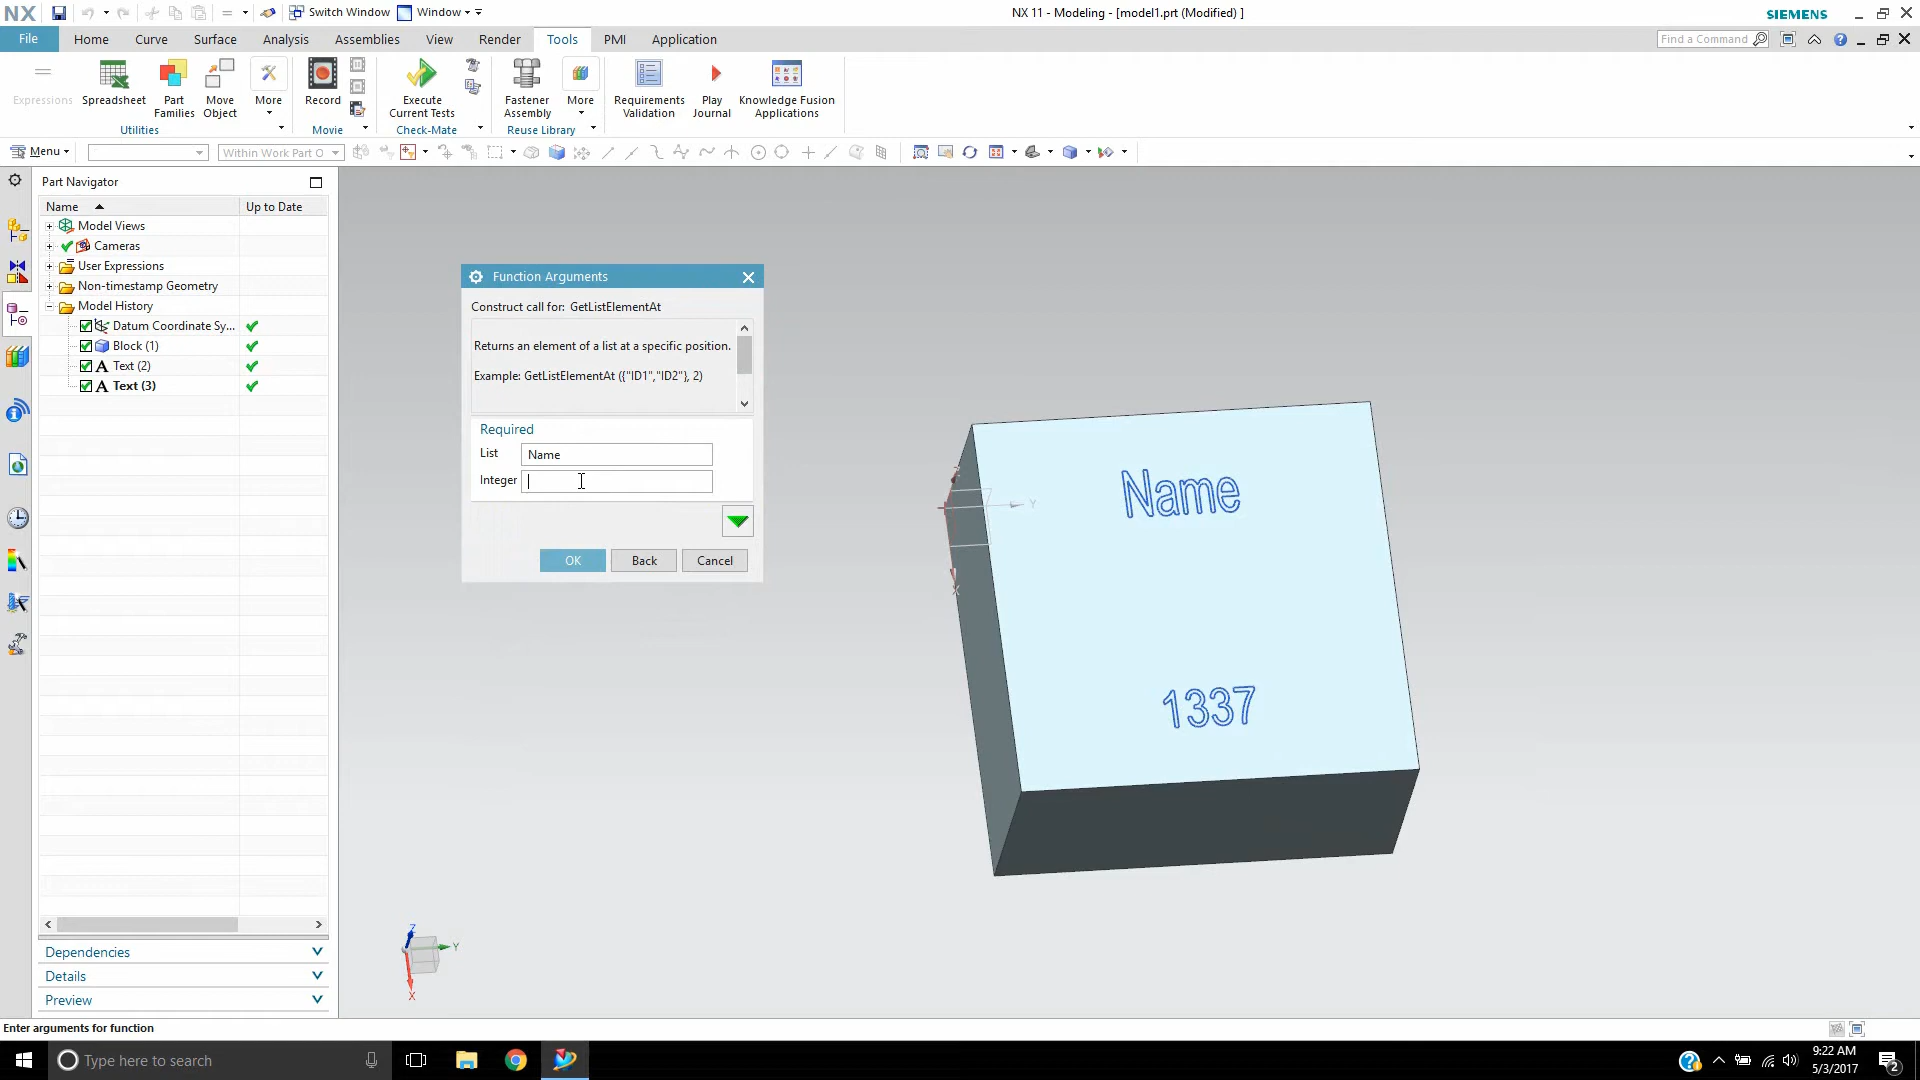 NX Switch Window Window NX 11 - Modeling - [model1.prt (Modified) ] SIEMENS
File Home Curve Surface Analysis Assemblies View Render Tools PMI Application Find a Command
Expressions Spreadsheet Part Families Move Object More Record Execute Current Tests Fastener Assembly More Requirements Validation Play Journal Knowledge Fusion Applications
Utilities Movie Check-Mate Reuse Library
Menu Within Work Part O
Part Navigator
Name Up to Date
Model Views
Cameras
User Expressions
Non-timestamp Geometry
Model History
Datum Coordinate Sy...
Block (1)
Text (2)
Text (3)
Dependencies
Details
Preview
Function Arguments
Construct call for: GetListElementAt
Returns an element of a list at a specific position.
Example: GetListElementAt ({"ID1","ID2"}, 2)
Required
List Name
Integer
OK Back Cancel
Name
1337
Y
X
Z
Y
X
Enter arguments for function
Type here to search
9:22 AM
5/3/2017
2